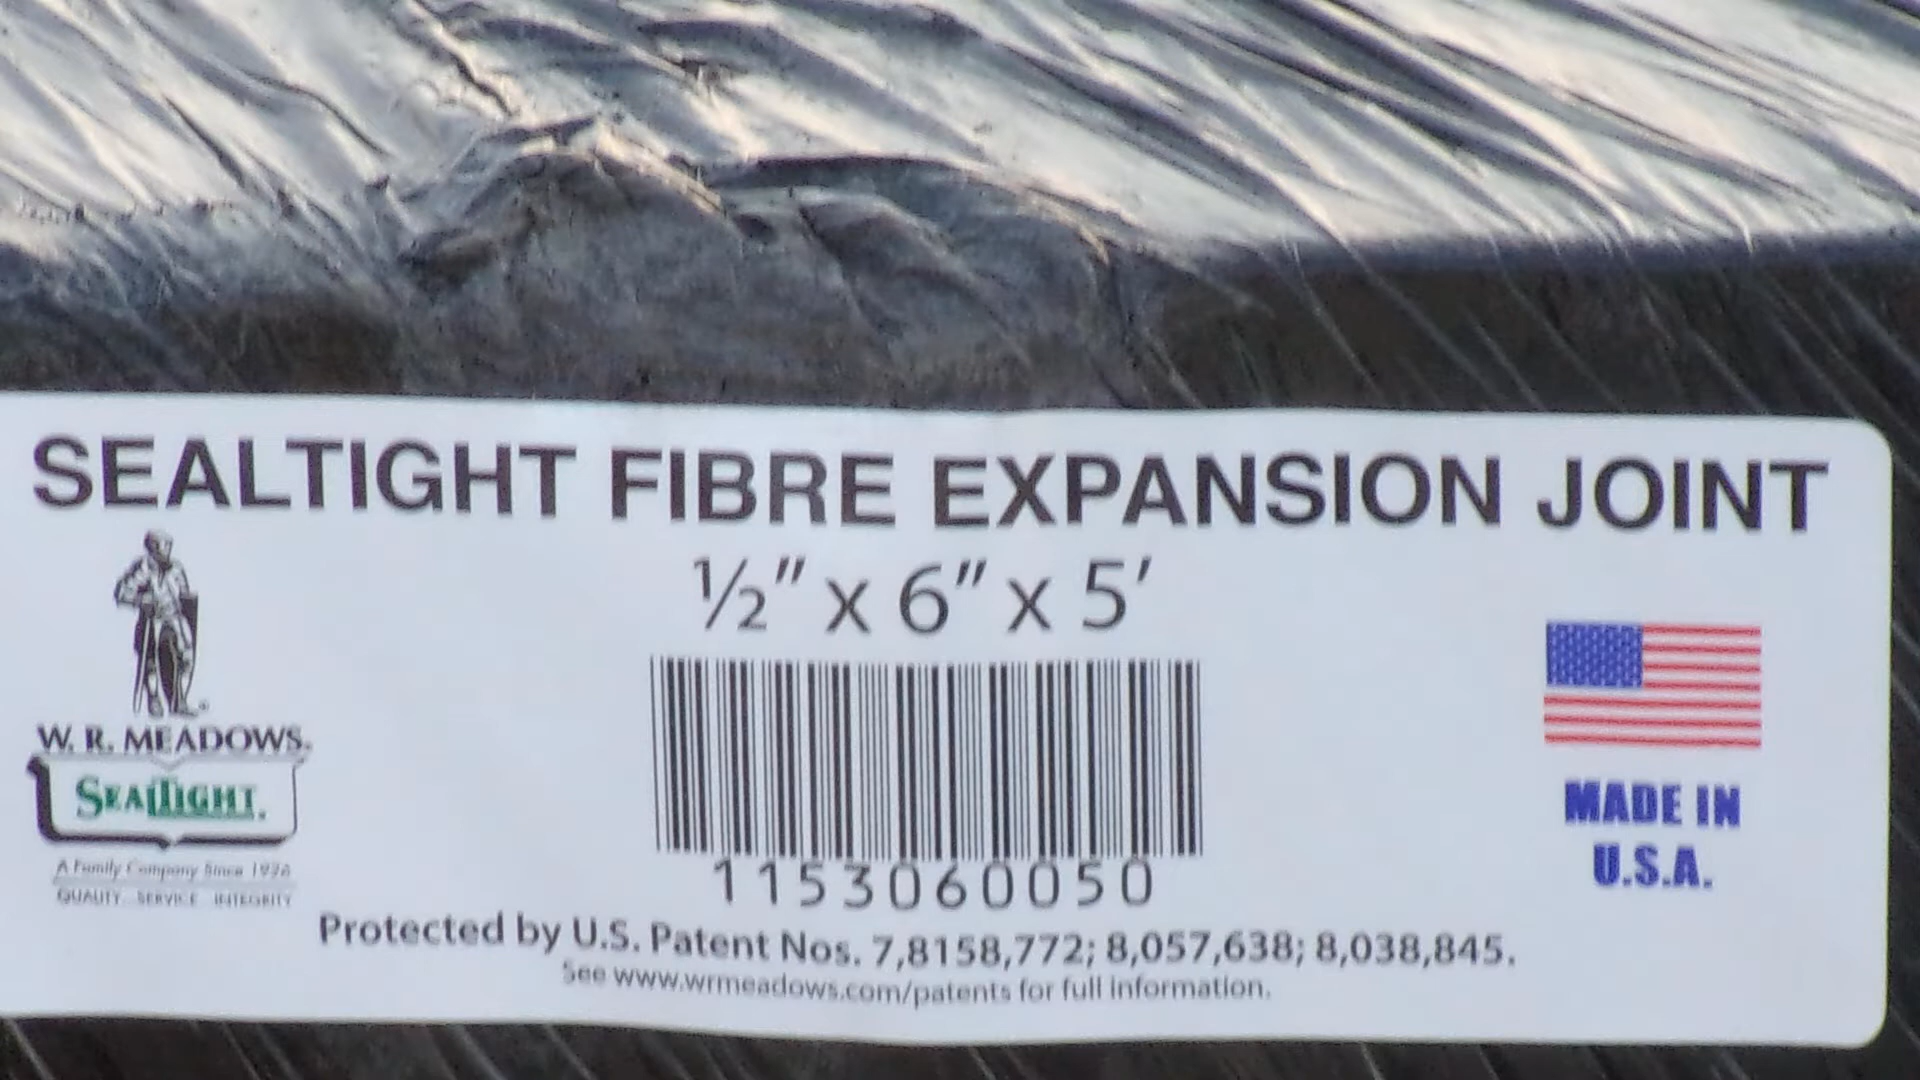 SEALTIGHT FIBRE EXPANSION JOINT
½" x 6" x 5'
W. R. MEADOWS.
SEALTIGHT.
A Family Company Since 1926
QUALITY... SERVICE... INTEGRITY
1153060050
MADE IN
U.S.A.
Protected by U.S. Patent Nos. 7,8158,772; 8,057,638; 8,038,845.
See www.wrmeadows.com/patents for full information.